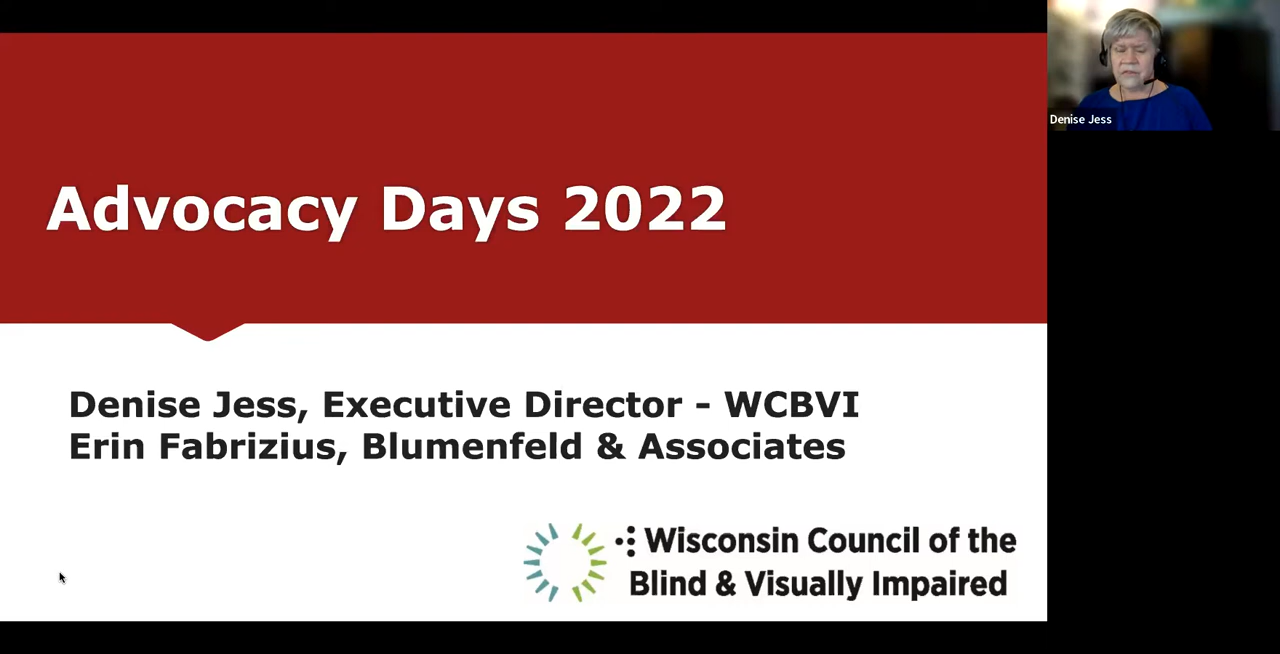 Advocacy Days 2022
Denise Jess, Executive Director - WCBVI
Erin Fabrizius, Blumenfeld & Associates
Wisconsin Council of the
Blind & Visually Impaired
Denise Jess